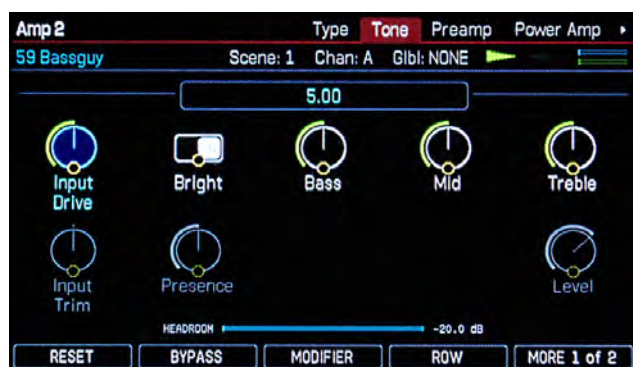 Amp 2 Type Tone Preamp Power Amp
59 Bassguy Scene: 1 Chan: A Glbl: NONE
5.00
Input Drive Bright Bass Mid Treble
Input Trim Presence Level
HEADROOM -20.0 dB
RESET BYPASS MODIFIER ROW MORE 1 of 2